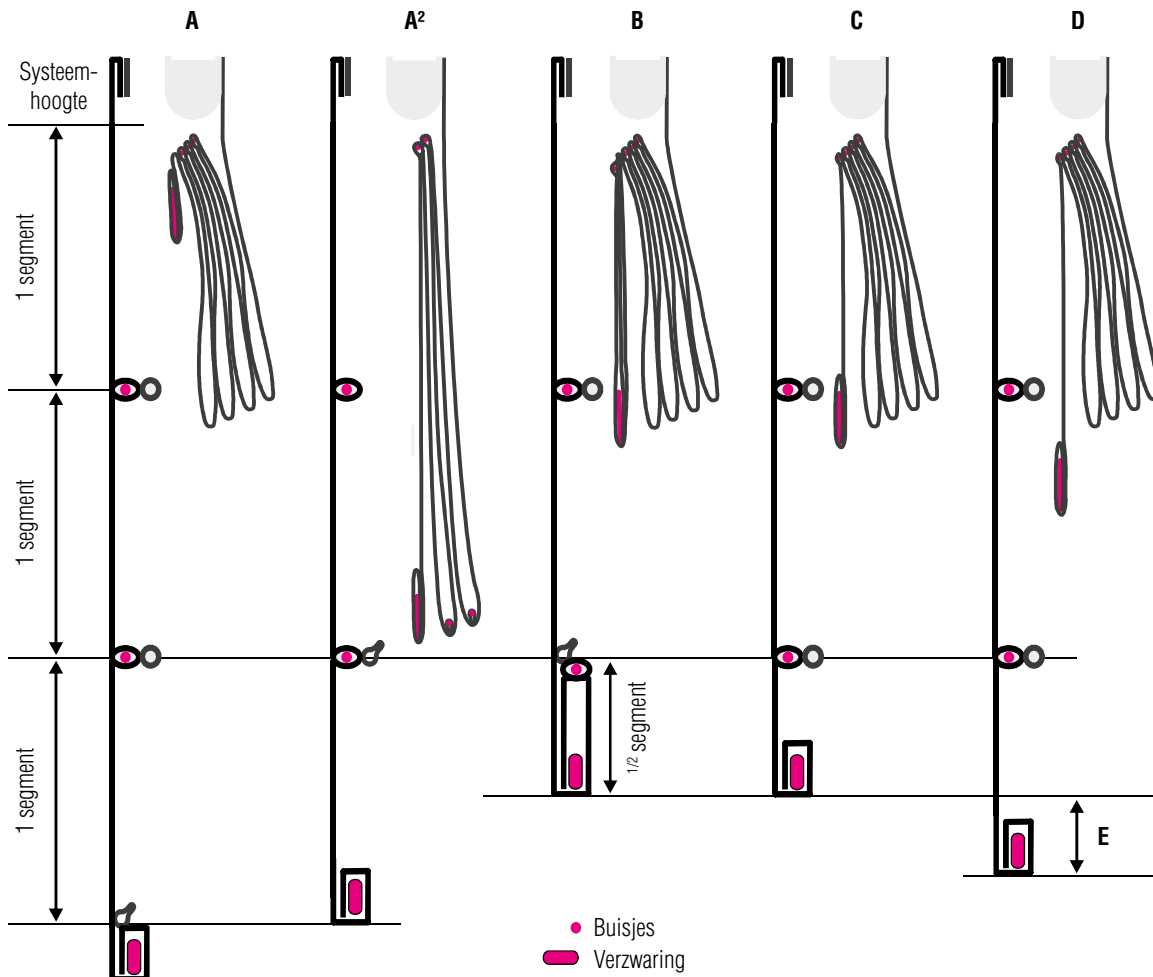 A
A²
B
C
D
Systeem-
hoogte
1 segment
1 segment
1 segment
1/2 segment
E
Buisjes
Verzwaring